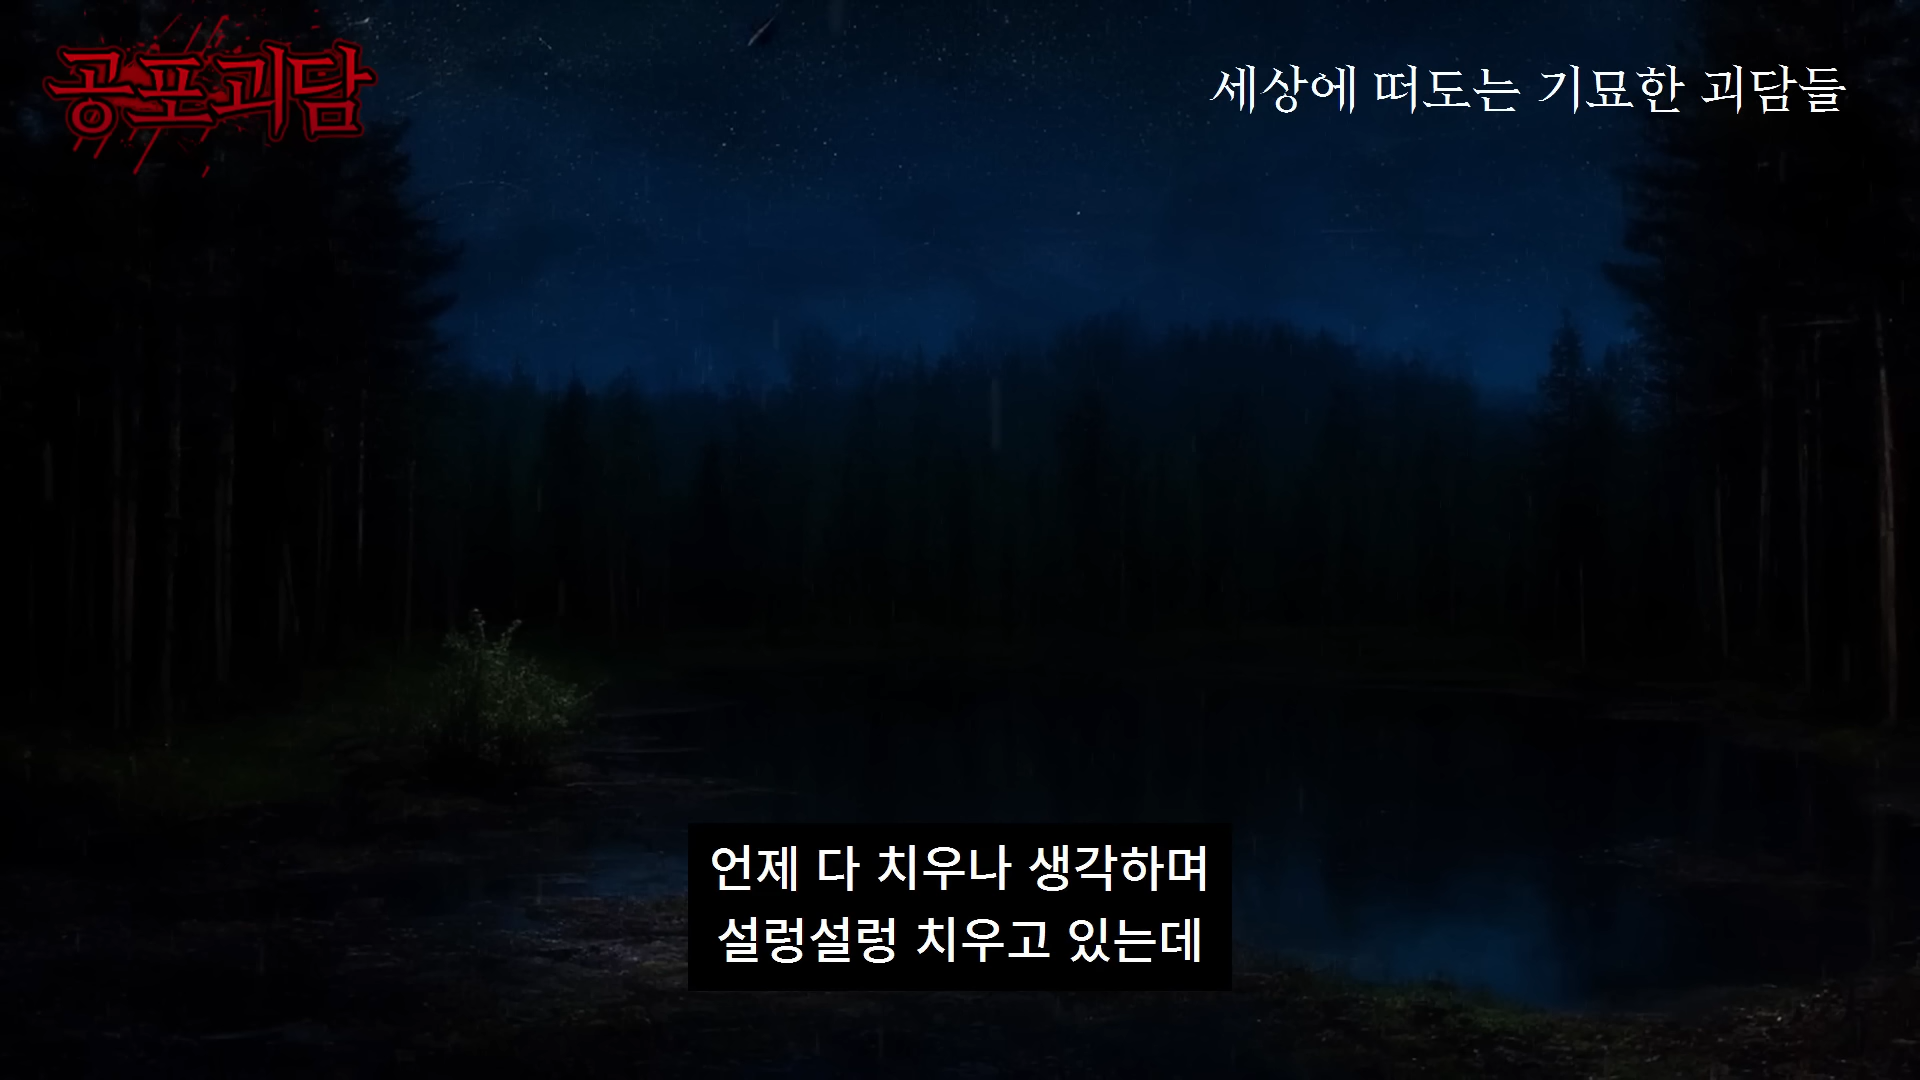 공포괴담
세상에 떠도는 기묘한 괴담들
언제 다 치우나 생각하며
설렁설렁 치우고 있는데